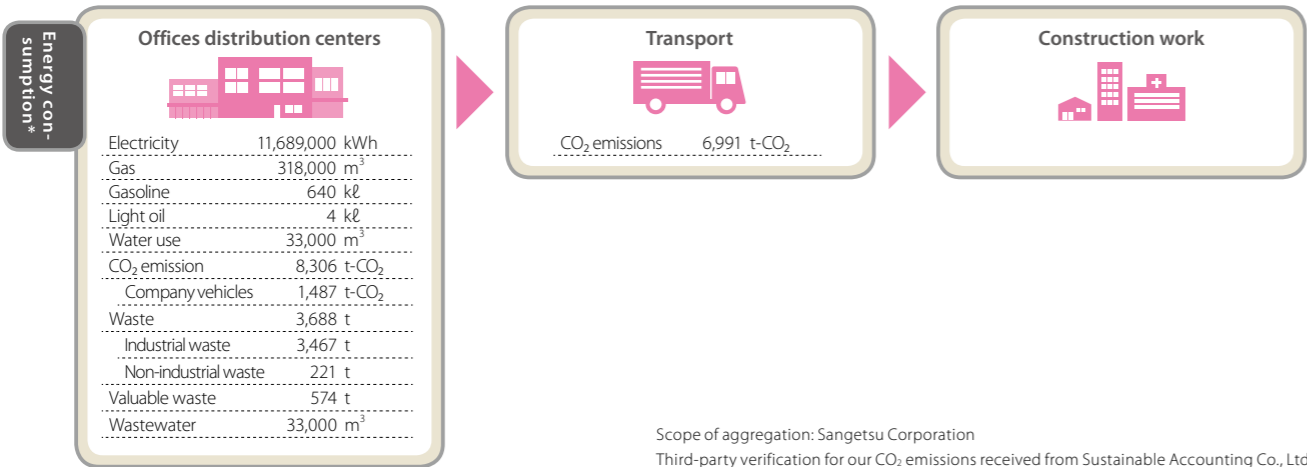 Energy con-
sumption*
Offices distribution centers
Electricity 11,689,000 kWh
Gas 318,000 m³
Gasoline 640 kℓ
Light oil 4 kℓ
Water use 33,000 m³
CO₂ emission 8,306 t-CO₂
Company vehicles 1,487 t-CO₂
Waste 3,688 t
Industrial waste 3,467 t
Non-industrial waste 221 t
Valuable waste 574 t
Wastewater 33,000 m³
Transport
CO₂ emissions 6,991 t-CO₂
Construction work
Scope of aggregation: Sangetsu Corporation
Third-party verification for our CO₂ emissions received from Sustainable Accounting Co., Ltd